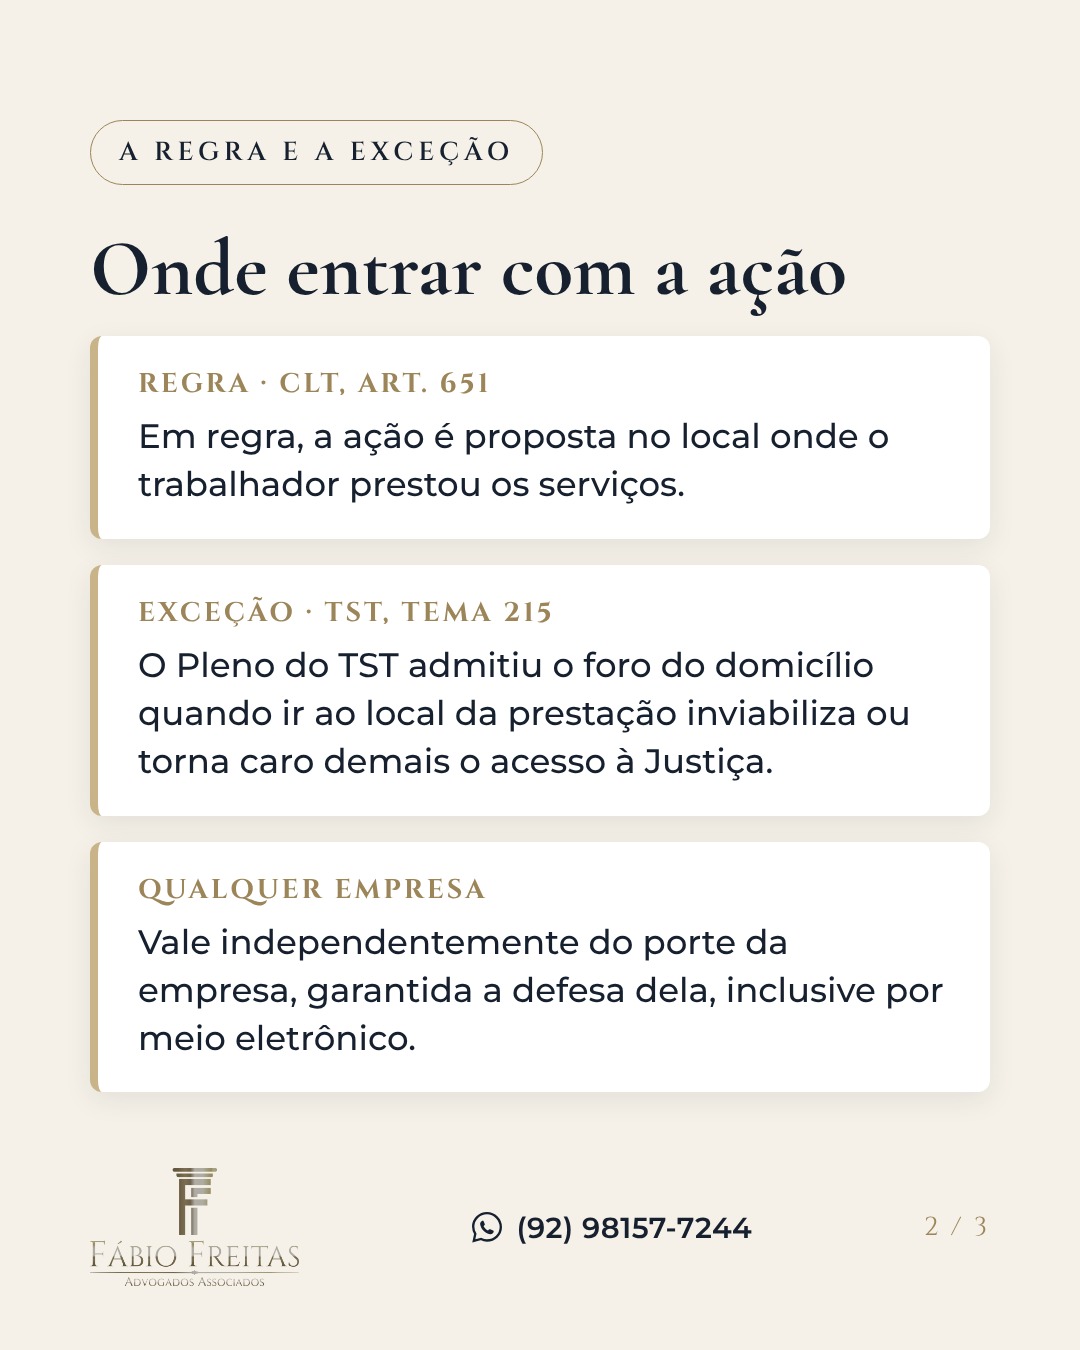 A REGRA E A EXCEÇÃO
Onde entrar com a ação
REGRA · CLT, ART. 651
Em regra, a ação é proposta no local onde o
trabalhador prestou os serviços.
EXCEÇÃO · TST, TEMA 215
O Pleno do TST admitiu o foro do domicílio
quando ir ao local da prestação inviabiliza ou
torna caro demais o acesso à Justiça.
QUALQUER EMPRESA
Vale independentemente do porte da
empresa, garantida a defesa dela, inclusive por
meio eletrônico.
FÁBIO FREITAS
ADVOGADOS ASSOCIADOS
(92) 98157-7244
2 / 3